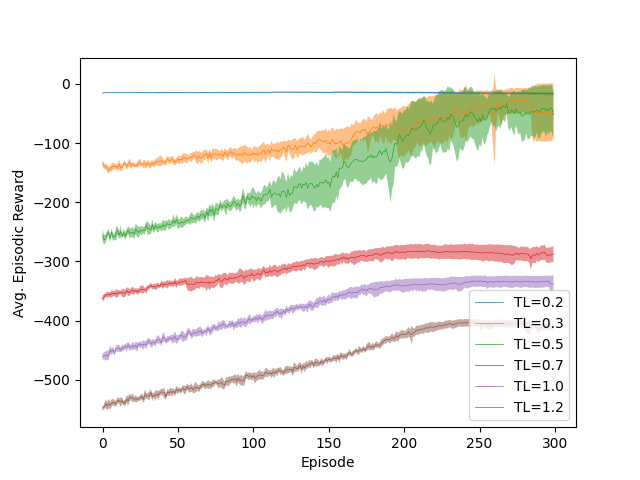 0
−100
−200
−300
−400
−500
Avg. Episodic Reward
TL=0.2
TL=0.3
TL=0.5
TL=0.7
TL=1.0
TL=1.2
0 50 100 150 200 250 300
Episode